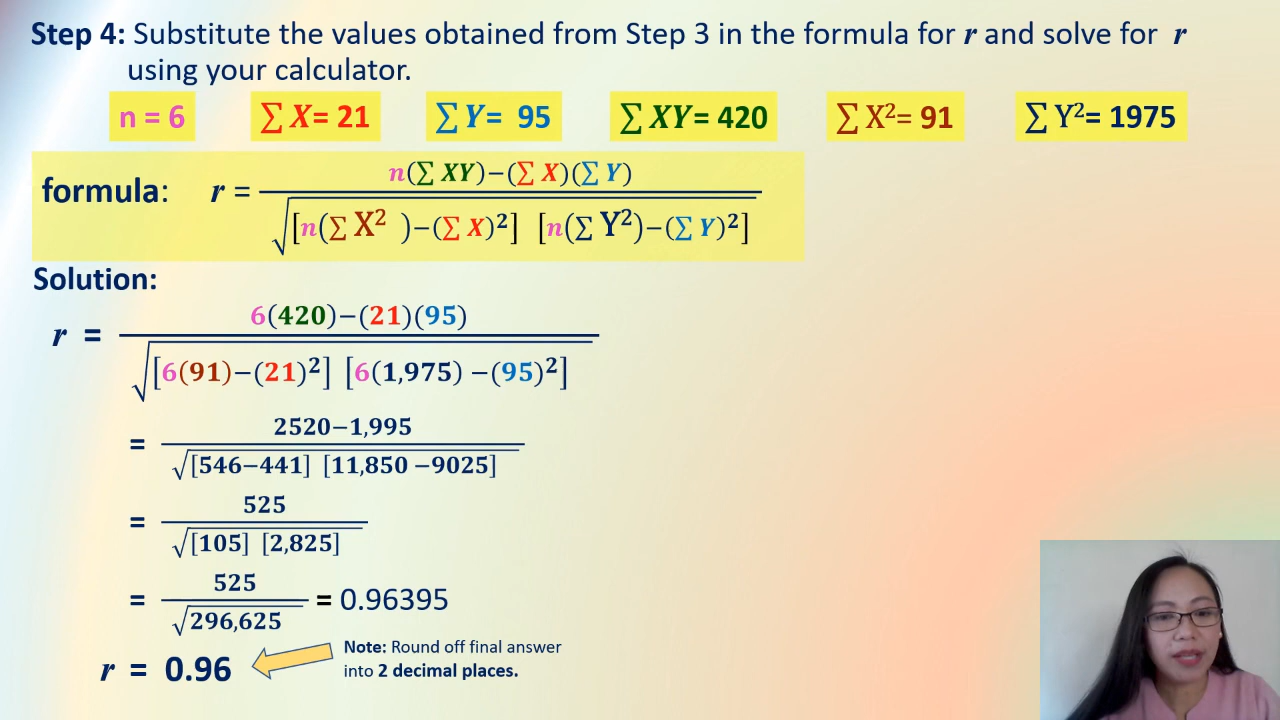 Step 4: Substitute the values obtained from Step 3 in the formula for r and solve for r
using your calculator.
n = 6 ∑ X= 21 ∑ Y= 95 ∑ XY= 420 ∑ X²= 91 ∑ Y²= 1975
formula: r = n(∑ XY)−(∑ X)(∑ Y)
√[n(∑ X² )−(∑ X)²] [n(∑ Y²)−(∑ Y)²]
Solution:
r = 6(420)−(21)(95)
√[6(91)−(21)²] [6(1,975) −(95)²]
= 2520−1,995
√[546−441] [11,850 −9025]
= 525
√[105] [2,825]
= 525
√296,625 = 0.96395
r = 0.96
Note: Round off final answer
into 2 decimal places.